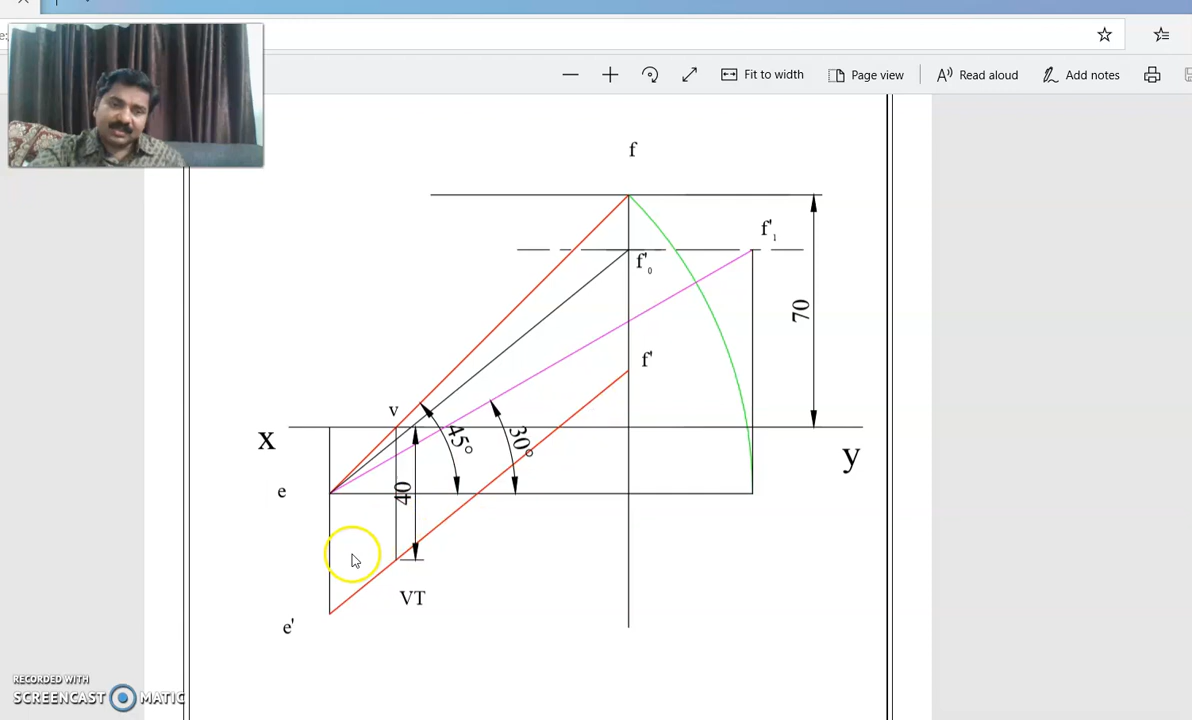 Fit to width
Page view
Read aloud
Add notes
f
f'1
f'0
70
f'
v
X
45°
30°
y
e
40
VT
e'
RECORDED WITH
SCREENCAST MATIC